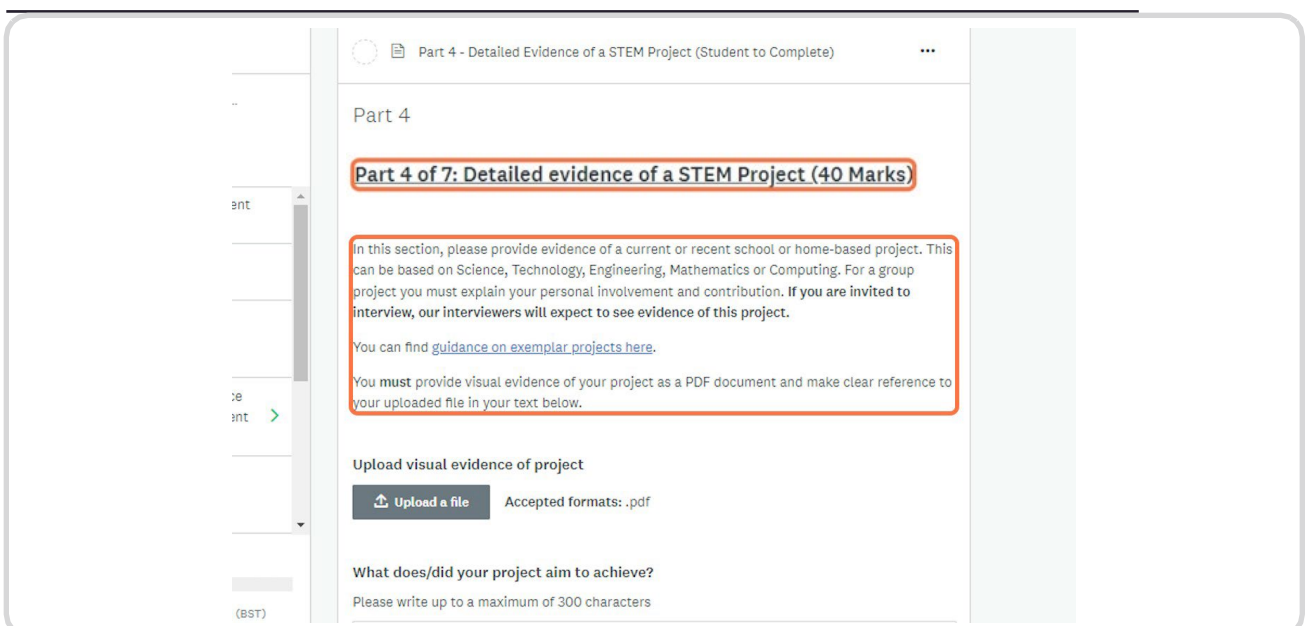 Part 4 - Detailed Evidence of a STEM Project (Student to Complete)
Part 4
Part 4 of 7: Detailed evidence of a STEM Project (40 Marks)
ent
In this section, please provide evidence of a current or recent school or home-based project. This
can be based on Science, Technology, Engineering, Mathematics or Computing. For a group
project you must explain your personal involvement and contribution. If you are invited to
interview, our interviewers will expect to see evidence of this project.
You can find guidance on exemplar projects here.
You must provide visual evidence of your project as a PDF document and make clear reference to
your uploaded file in your text below.
ce
ent
Upload visual evidence of project
Upload a file Accepted formats: .pdf
What does/did your project aim to achieve?
Please write up to a maximum of 300 characters
(BST)